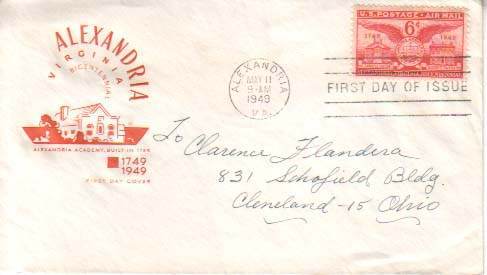 ALEXANDRIA
VIRGINIA
BICENTENNIAL
ALEXANDRIA ACADEMY, BUILT IN 1785
1749
1949
FIRST DAY COVER
ALEXANDRIA
MAY 11
9-AM
1949
VA.
U.S. POSTAGE - AIR MAIL
6¢
1749 1949
FIRST DAY OF ISSUE
To Clarence Flandera
831 Schofield Bldg.
Cleveland-15 Ohio